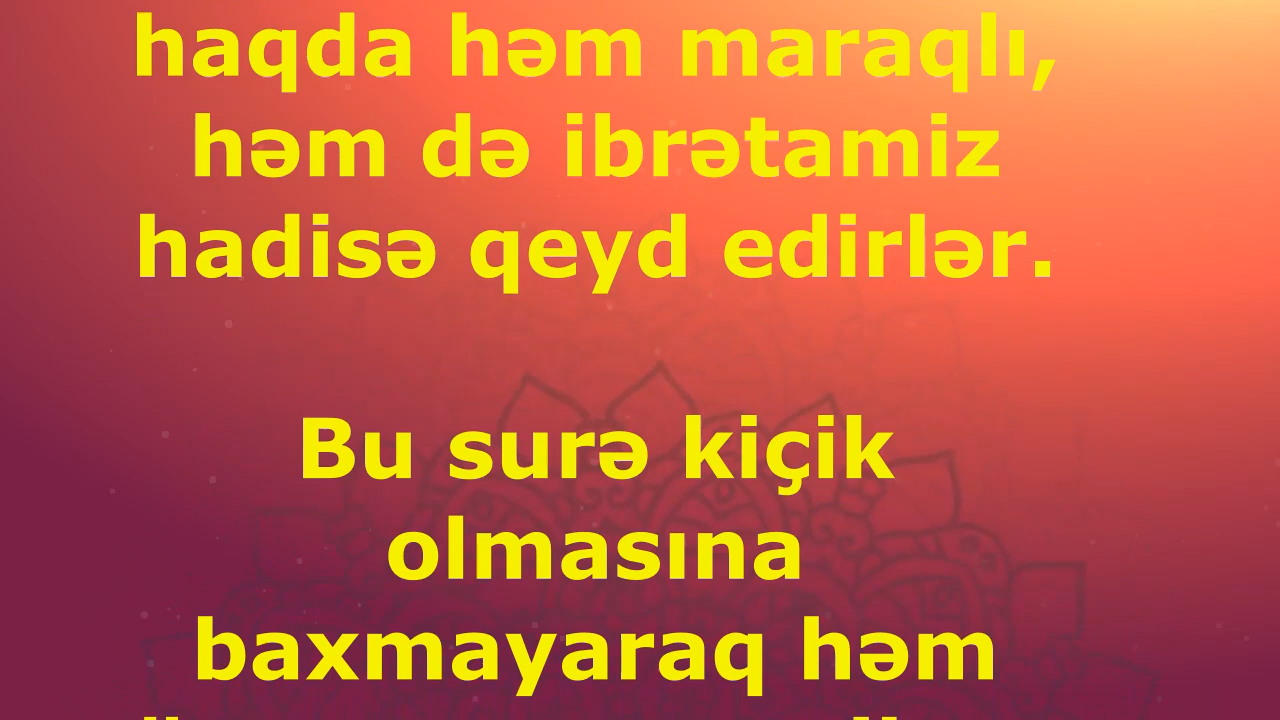 haqda həm maraqlı,
həm də ibrətamiz
hadisə qeyd edirlər.
Bu surə kiçik
olmasına
baxmayaraq həm